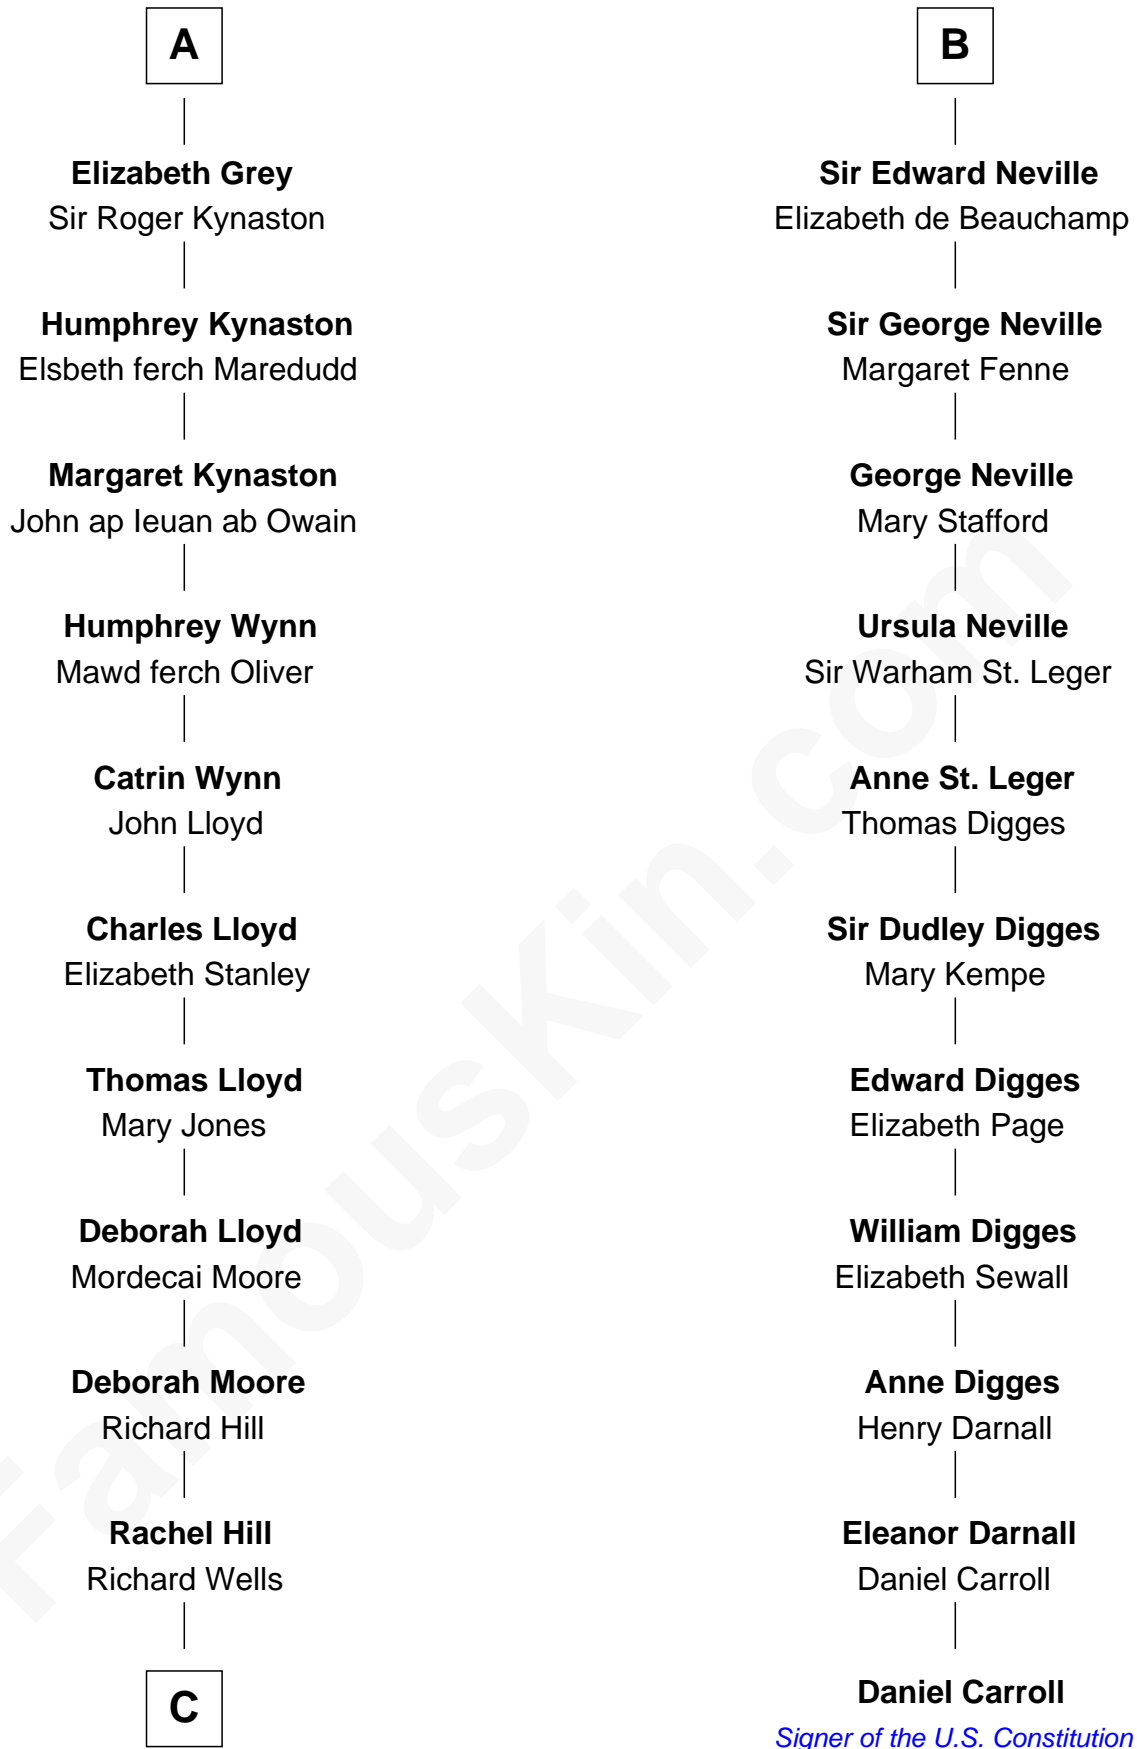 A
Elizabeth Grey
Sir Roger Kynaston
Humphrey Kynaston
Elsbeth ferch Maredudd
Margaret Kynaston
John ap Ieuan ab Owain
Humphrey Wynn
Mawd ferch Oliver
Catrin Wynn
John Lloyd
Charles Lloyd
Elizabeth Stanley
Thomas Lloyd
Mary Jones
Deborah Lloyd
Mordecai Moore
Deborah Moore
Richard Hill
Rachel Hill
Richard Wells
C
B
Sir Edward Neville
Elizabeth de Beauchamp
Sir George Neville
Margaret Fenne
George Neville
Mary Stafford
Ursula Neville
Sir Warham St. Leger
Anne St. Leger
Thomas Digges
Sir Dudley Digges
Mary Kempe
Edward Digges
Elizabeth Page
William Digges
Elizabeth Sewall
Anne Digges
Henry Darnall
Eleanor Darnall
Daniel Carroll
Daniel Carroll
Signer of the U.S. Constitution
FamousKin.com